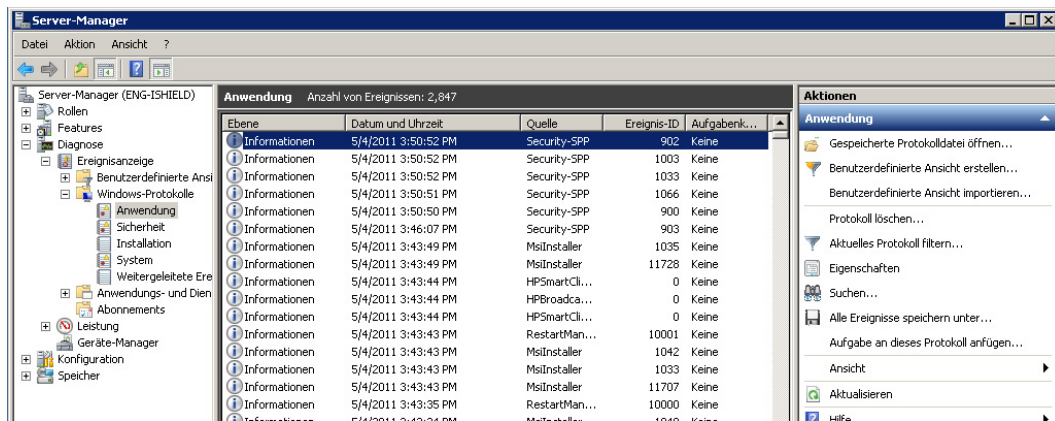 Server-Manager
Datei Aktion Ansicht ?
Server-Manager (ENG-ISHIELD)
Rollen
Features
Diagnose
Ereignisanzeige
Benutzerdefinierte Ansi
Windows-Protokolle
Anwendung
Sicherheit
Installation
System
Weitergeleitete Ere
Anwendungs- und Dien
Abonnements
Leistung
Geräte-Manager
Konfiguration
Speicher
Anwendung Anzahl von Ereignissen: 2,847
Ebene Datum und Uhrzeit Quelle Ereignis-ID Aufgabenk...
Informationen 5/4/2011 3:50:52 PM Security-SPP 902 Keine
Informationen 5/4/2011 3:50:52 PM Security-SPP 1003 Keine
Informationen 5/4/2011 3:50:52 PM Security-SPP 1033 Keine
Informationen 5/4/2011 3:50:51 PM Security-SPP 1066 Keine
Informationen 5/4/2011 3:50:50 PM Security-SPP 900 Keine
Informationen 5/4/2011 3:46:07 PM Security-SPP 903 Keine
Informationen 5/4/2011 3:43:49 PM MsiInstaller 1035 Keine
Informationen 5/4/2011 3:43:49 PM MsiInstaller 11728 Keine
Informationen 5/4/2011 3:43:44 PM HPSmartCli... 0 Keine
Informationen 5/4/2011 3:43:44 PM HPBroadca... 0 Keine
Informationen 5/4/2011 3:43:44 PM HPSmartCli... 0 Keine
Informationen 5/4/2011 3:43:43 PM RestartMan... 10001 Keine
Informationen 5/4/2011 3:43:43 PM MsiInstaller 1042 Keine
Informationen 5/4/2011 3:43:43 PM MsiInstaller 1033 Keine
Informationen 5/4/2011 3:43:43 PM MsiInstaller 11707 Keine
Informationen 5/4/2011 3:43:35 PM RestartMan... 10000 Keine
Aktionen
Anwendung
Gespeicherte Protokolldatei öffnen...
Benutzerdefinierte Ansicht erstellen...
Benutzerdefinierte Ansicht importieren...
Protokoll löschen...
Aktuelles Protokoll filtern...
Eigenschaften
Suchen...
Alle Ereignisse speichern unter...
Aufgabe an dieses Protokoll anfügen...
Ansicht
Aktualisieren
Hilfe